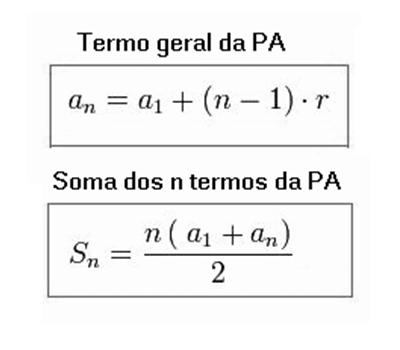 Termo geral da PA
aₙ = a₁ + (n − 1) · r
Soma dos n termos da PA
Sₙ = n ( a₁ + aₙ) / 2